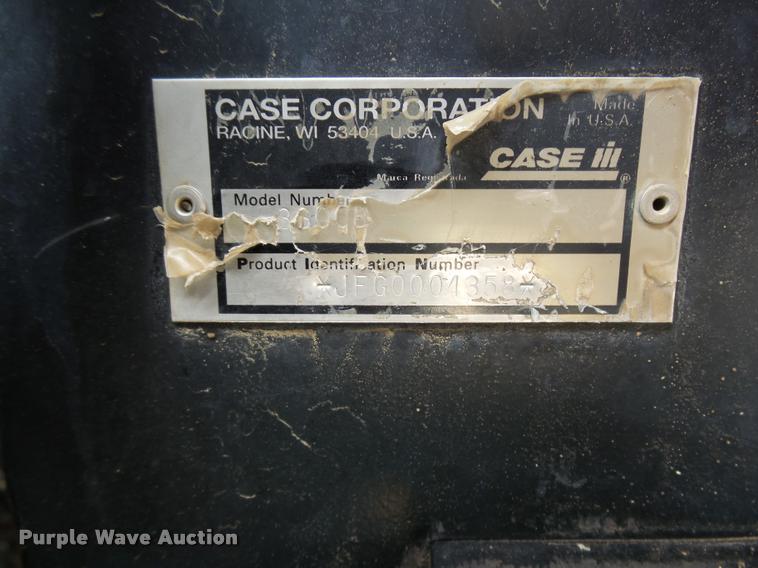 CASE CORPORATION
RACINE, WI 53404 U.S.A.
Made
In U.S.A.
CASE III
®
Marca Registrada
Model Number
Product Identification Number
*JFG0004358*
Purple Wave Auction